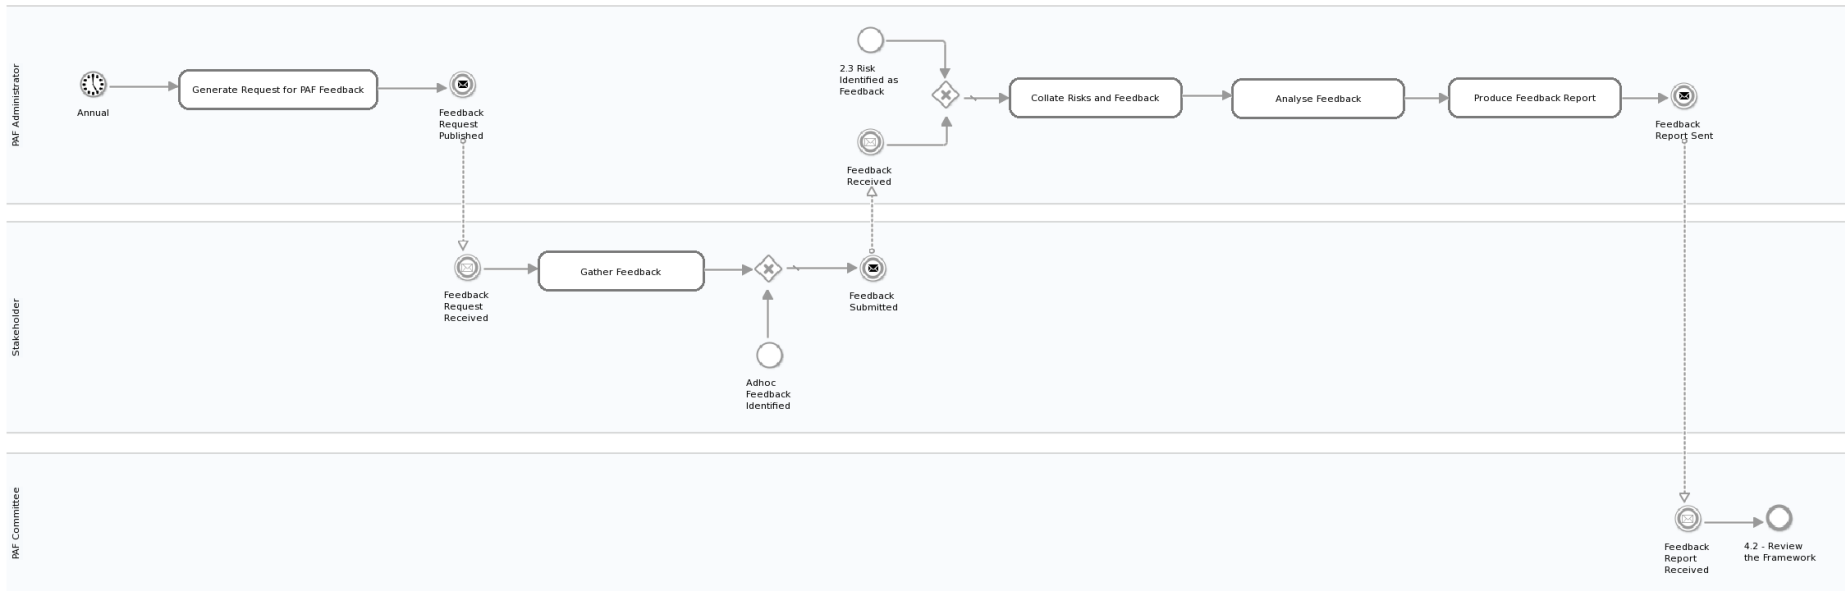 PAF Administrator
Annual
Generate Request for PAF Feedback
Feedback
Request
Published
2.3 Risk
Identified as
Feedback
Feedback
Received
Collate Risks and Feedback
Analyse Feedback
Produce Feedback Report
Feedback
Report Sent
Stakeholder
Feedback
Request
Received
Gather Feedback
Adhoc
Feedback
Identified
Feedback
Submitted
PAF Committee
Feedback
Report
Received
4.2 - Review
the Framework